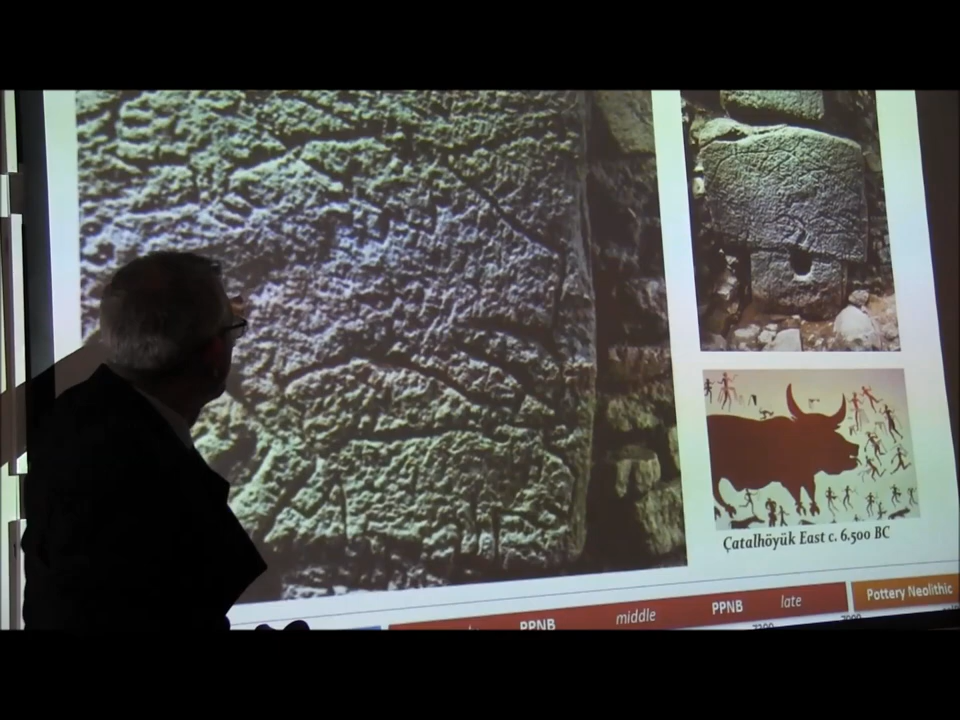 Çatalhöyük East c. 6.500 BC
PPNB middle PPNB late Pottery Neolithic